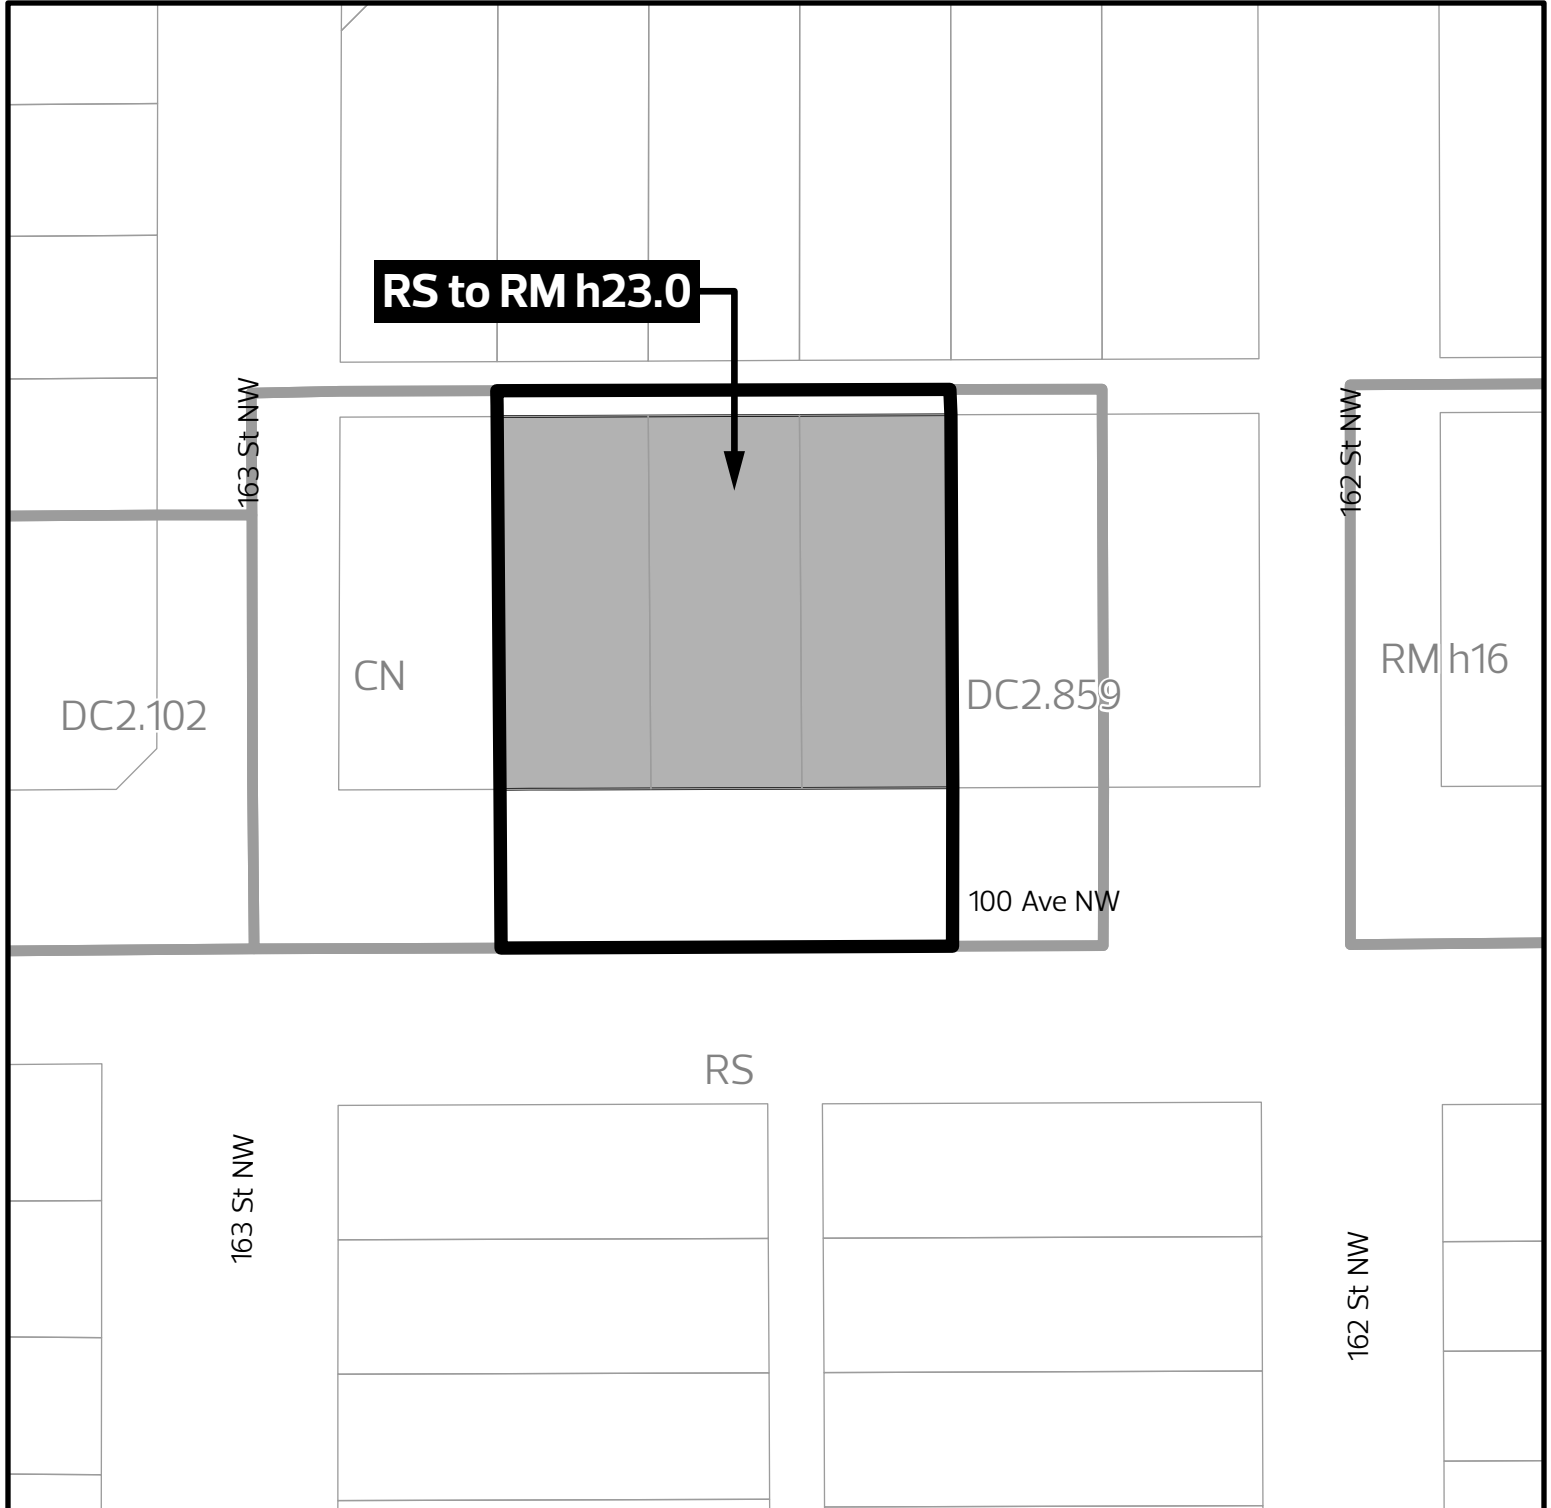 RS to RM h23.0
163 St NW
162 St NW
CN
DC2.102
DC2.859
RM h16
100 Ave NW
RS
163 St NW
162 St NW